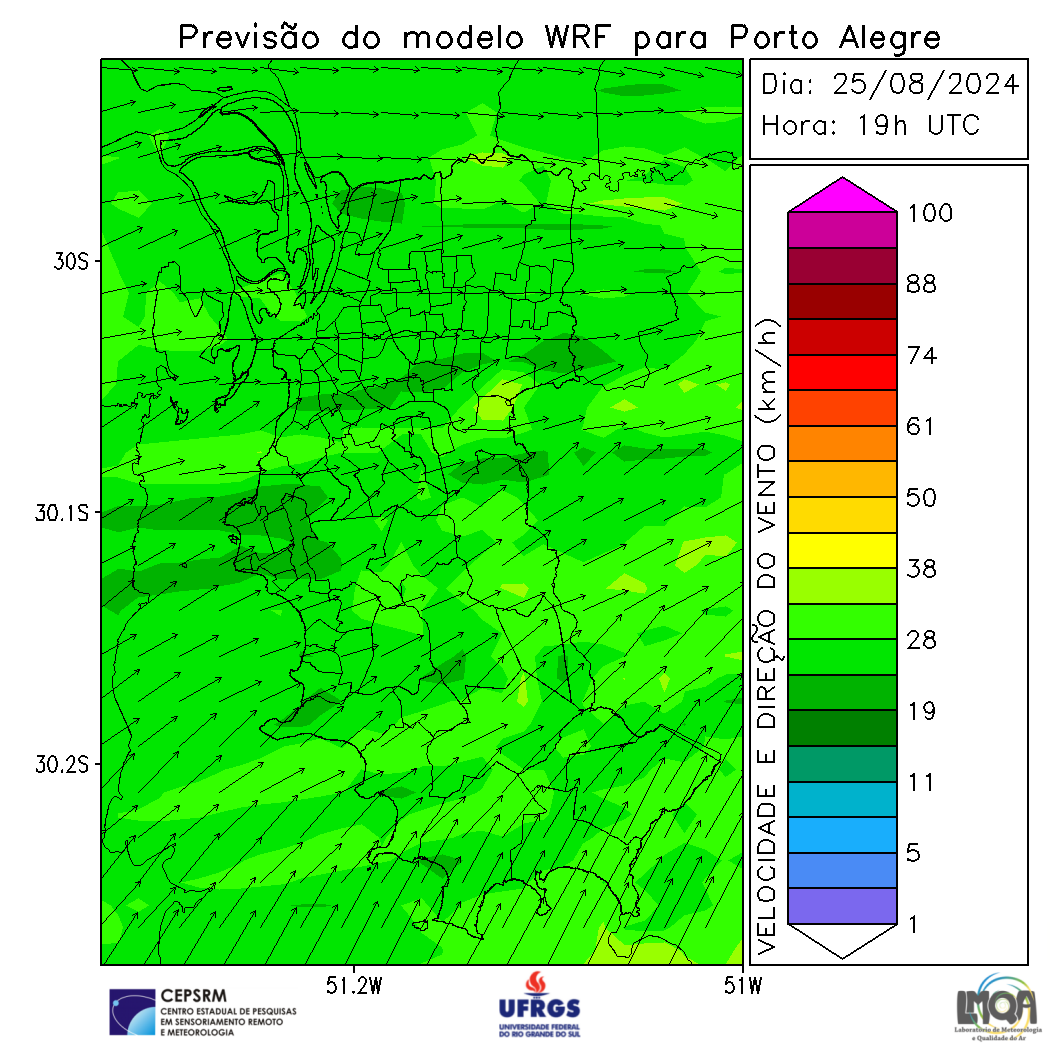 Previsão do modelo WRF para Porto Alegre
Dia: 25/08/2024
Hora: 19h UTC
30S
30.1S
30.2S
51.2W
51W
VELOCIDADE E DIREÇÃO DO VENTO (km/h)
100
88
74
61
50
38
28
19
11
5
1
CEPSRM
CENTRO ESTADUAL DE PESQUISAS
EM SENSORIAMENTO REMOTO
E METEOROLOGIA
UFRGS
UNIVERSIDADE FEDERAL
DO RIO GRANDE DO SUL
LMQA
Laboratório de Meteorologia
e Qualidade do Ar